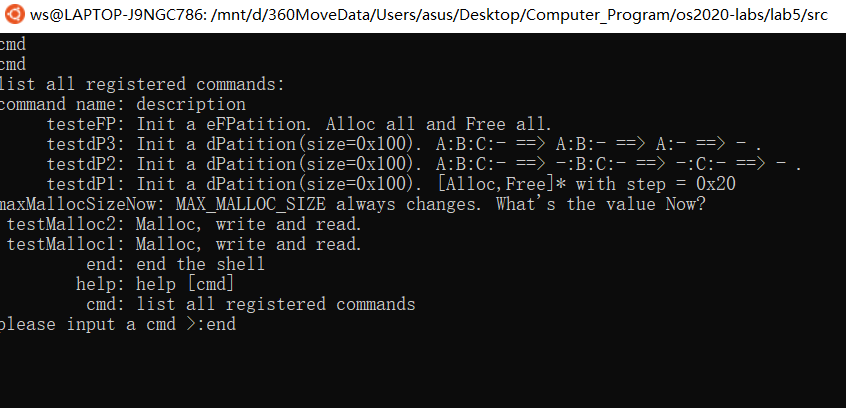 ws@LAPTOP-J9NGC786: /mnt/d/360MoveData/Users/asus/Desktop/Computer_Program/os2020-labs/lab5/src
cmd
cmd
list all registered commands:
command name: description
testeFP: Init a eFPatition. Alloc all and Free all.
testdP3: Init a dPatition(size=0x100). A:B:C:- ==> A:B:- ==> A:- ==> - .
testdP2: Init a dPatition(size=0x100). A:B:C:- ==> -:B:C:- ==> -:C:- ==> - .
testdP1: Init a dPatition(size=0x100). [Alloc,Free]* with step = 0x20
maxMallocSizeNow: MAX_MALLOC_SIZE always changes. What's the value Now?
testMalloc2: Malloc, write and read.
testMalloc1: Malloc, write and read.
end: end the shell
help: help [cmd]
cmd: list all registered commands
please input a cmd >:end